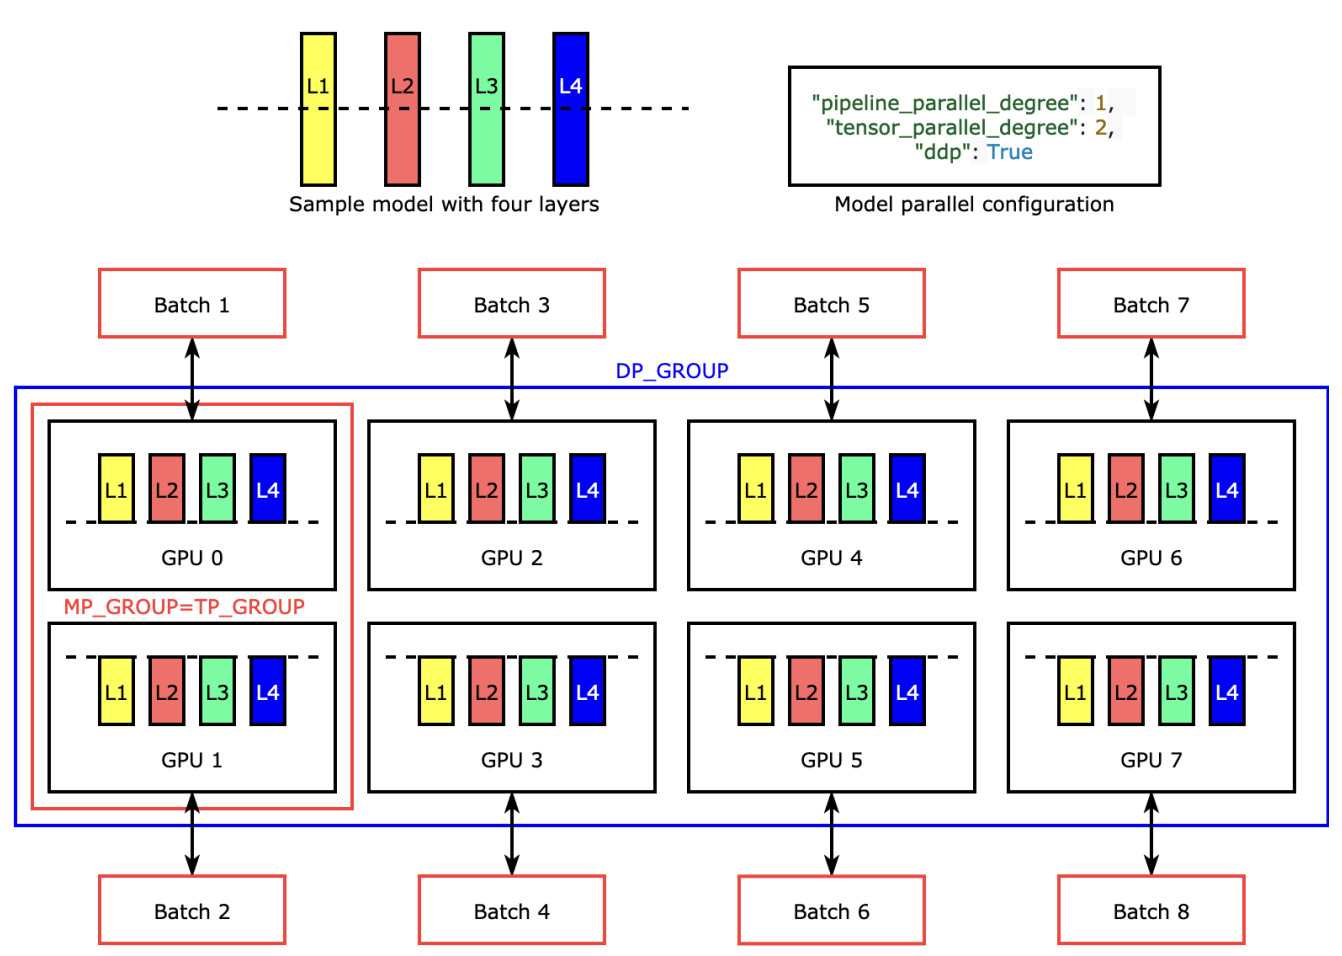 L1 L2 L3 L4
Sample model with four layers
"pipeline_parallel_degree": 1,
"tensor_parallel_degree": 2,
"ddp": True
Model parallel configuration
Batch 1 Batch 3 Batch 5 Batch 7
DP_GROUP
L1 L2 L3 L4 L1 L2 L3 L4 L1 L2 L3 L4 L1 L2 L3 L4
GPU 0 GPU 2 GPU 4 GPU 6
MP_GROUP=TP_GROUP
L1 L2 L3 L4 L1 L2 L3 L4 L1 L2 L3 L4 L1 L2 L3 L4
GPU 1 GPU 3 GPU 5 GPU 7
Batch 2 Batch 4 Batch 6 Batch 8